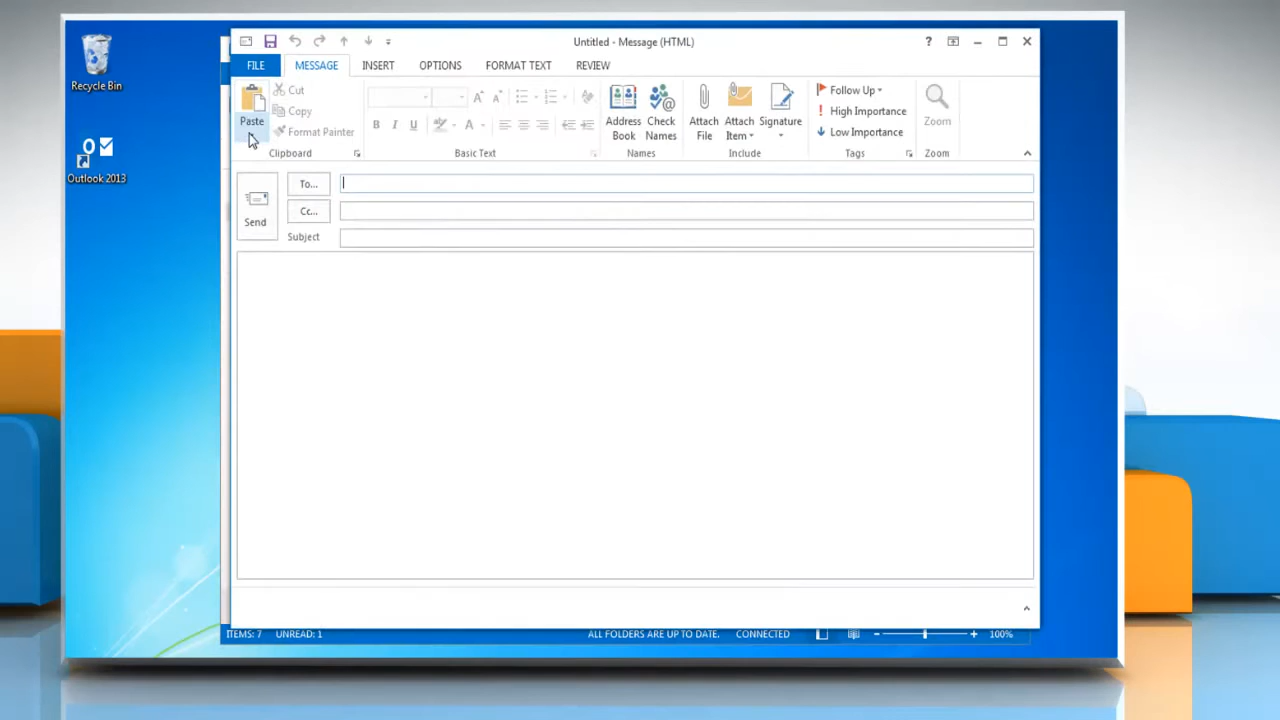 Recycle Bin
Outlook 2013
Untitled - Message (HTML)
?
FILE MESSAGE INSERT OPTIONS FORMAT TEXT REVIEW
Paste
Cut
Copy
Format Painter
Clipboard
B I U A
Basic Text
Address Book
Check Names
Names
Attach File
Attach Item
Signature
Include
Follow Up
High Importance
Low Importance
Tags
Zoom
Zoom
Send
To...
Cc...
Subject
ITEMS: 7 UNREAD: 1 ALL FOLDERS ARE UP TO DATE. CONNECTED 100%